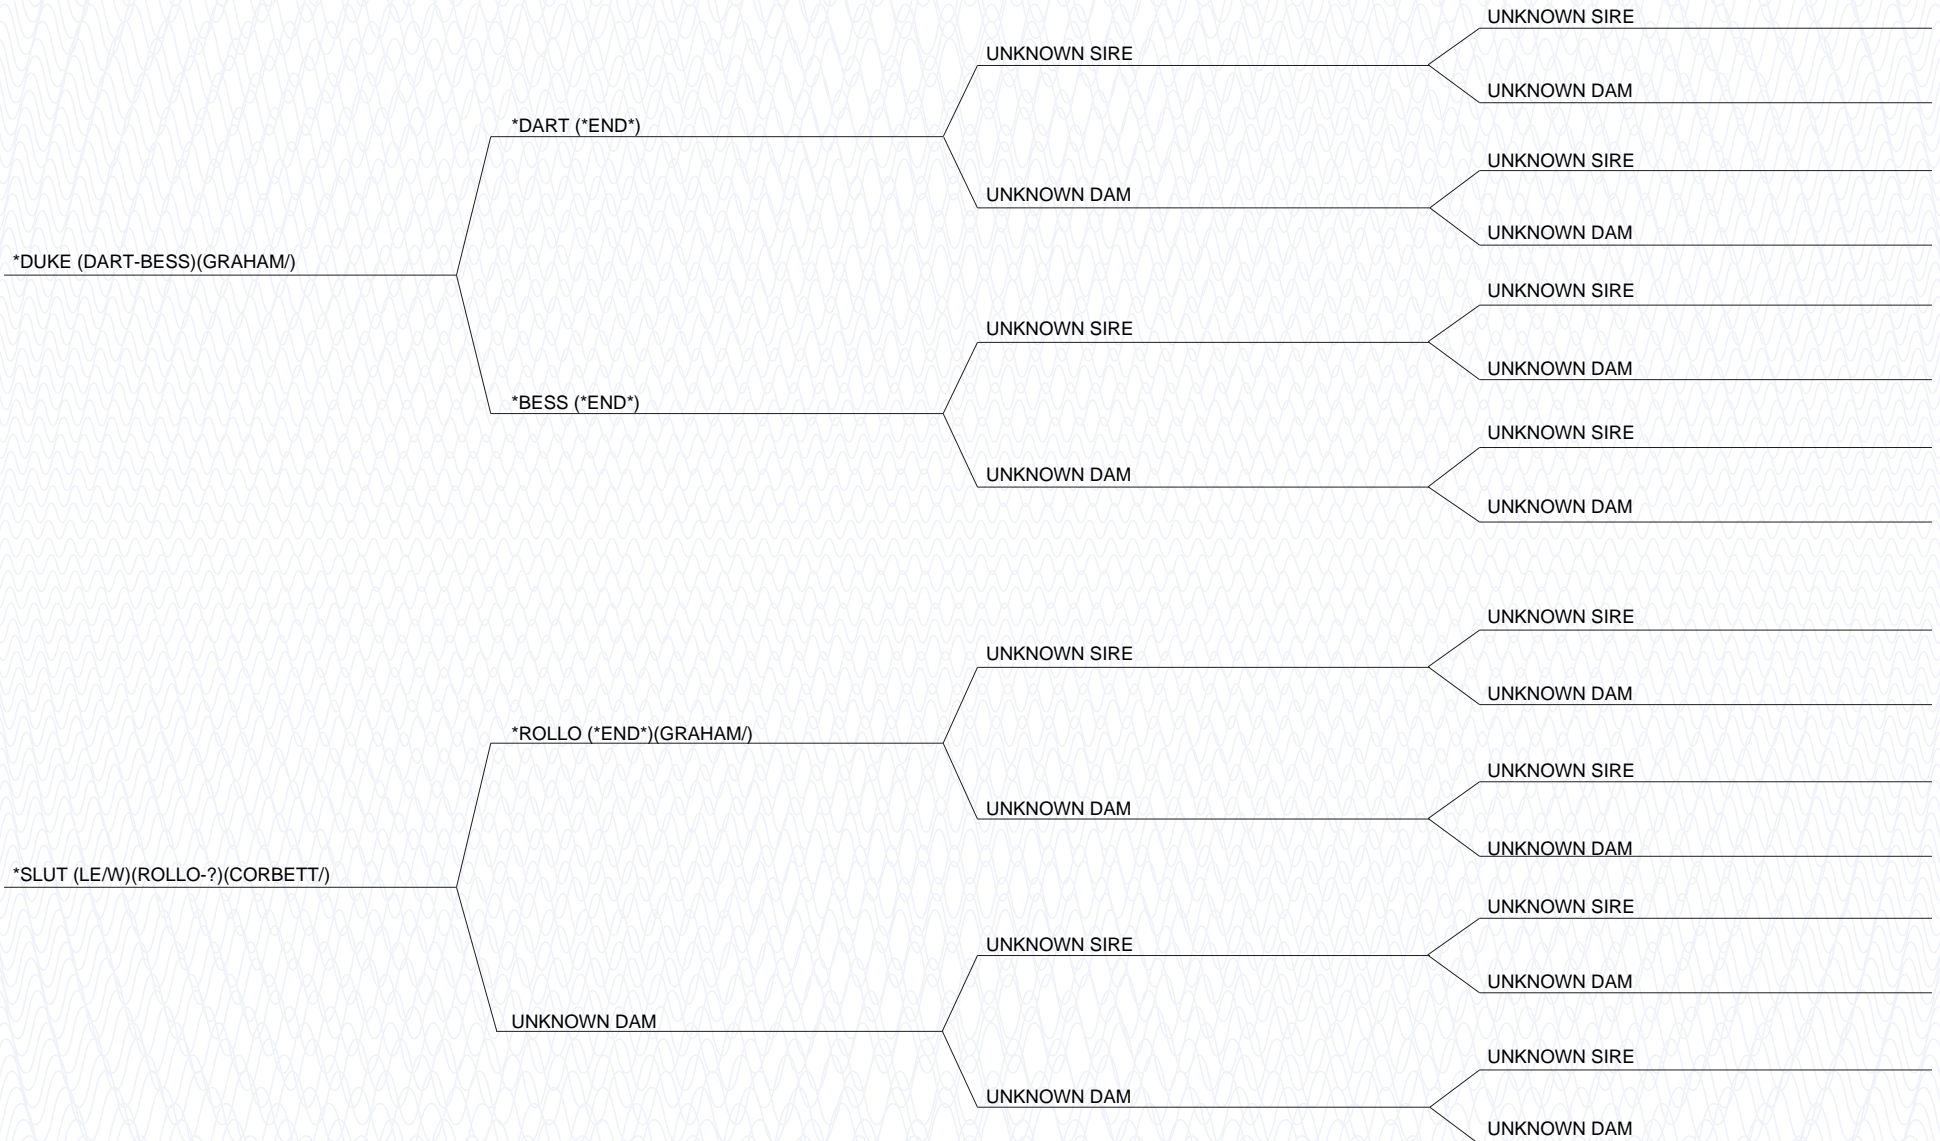 UNKNOWN SIRE
UNKNOWN SIRE
UNKNOWN DAM
*DART (*END*)
UNKNOWN SIRE
UNKNOWN DAM
UNKNOWN DAM
*DUKE (DART-BESS)(GRAHAM/)
UNKNOWN SIRE
UNKNOWN SIRE
UNKNOWN DAM
*BESS (*END*)
UNKNOWN SIRE
UNKNOWN DAM
UNKNOWN DAM
UNKNOWN SIRE
UNKNOWN SIRE
UNKNOWN DAM
*ROLLO (*END*)(GRAHAM/)
UNKNOWN SIRE
UNKNOWN DAM
UNKNOWN DAM
*SLUT (LE/W)(ROLLO-?)(CORBETT/)
UNKNOWN SIRE
UNKNOWN SIRE
UNKNOWN DAM
UNKNOWN DAM
UNKNOWN SIRE
UNKNOWN DAM
UNKNOWN DAM